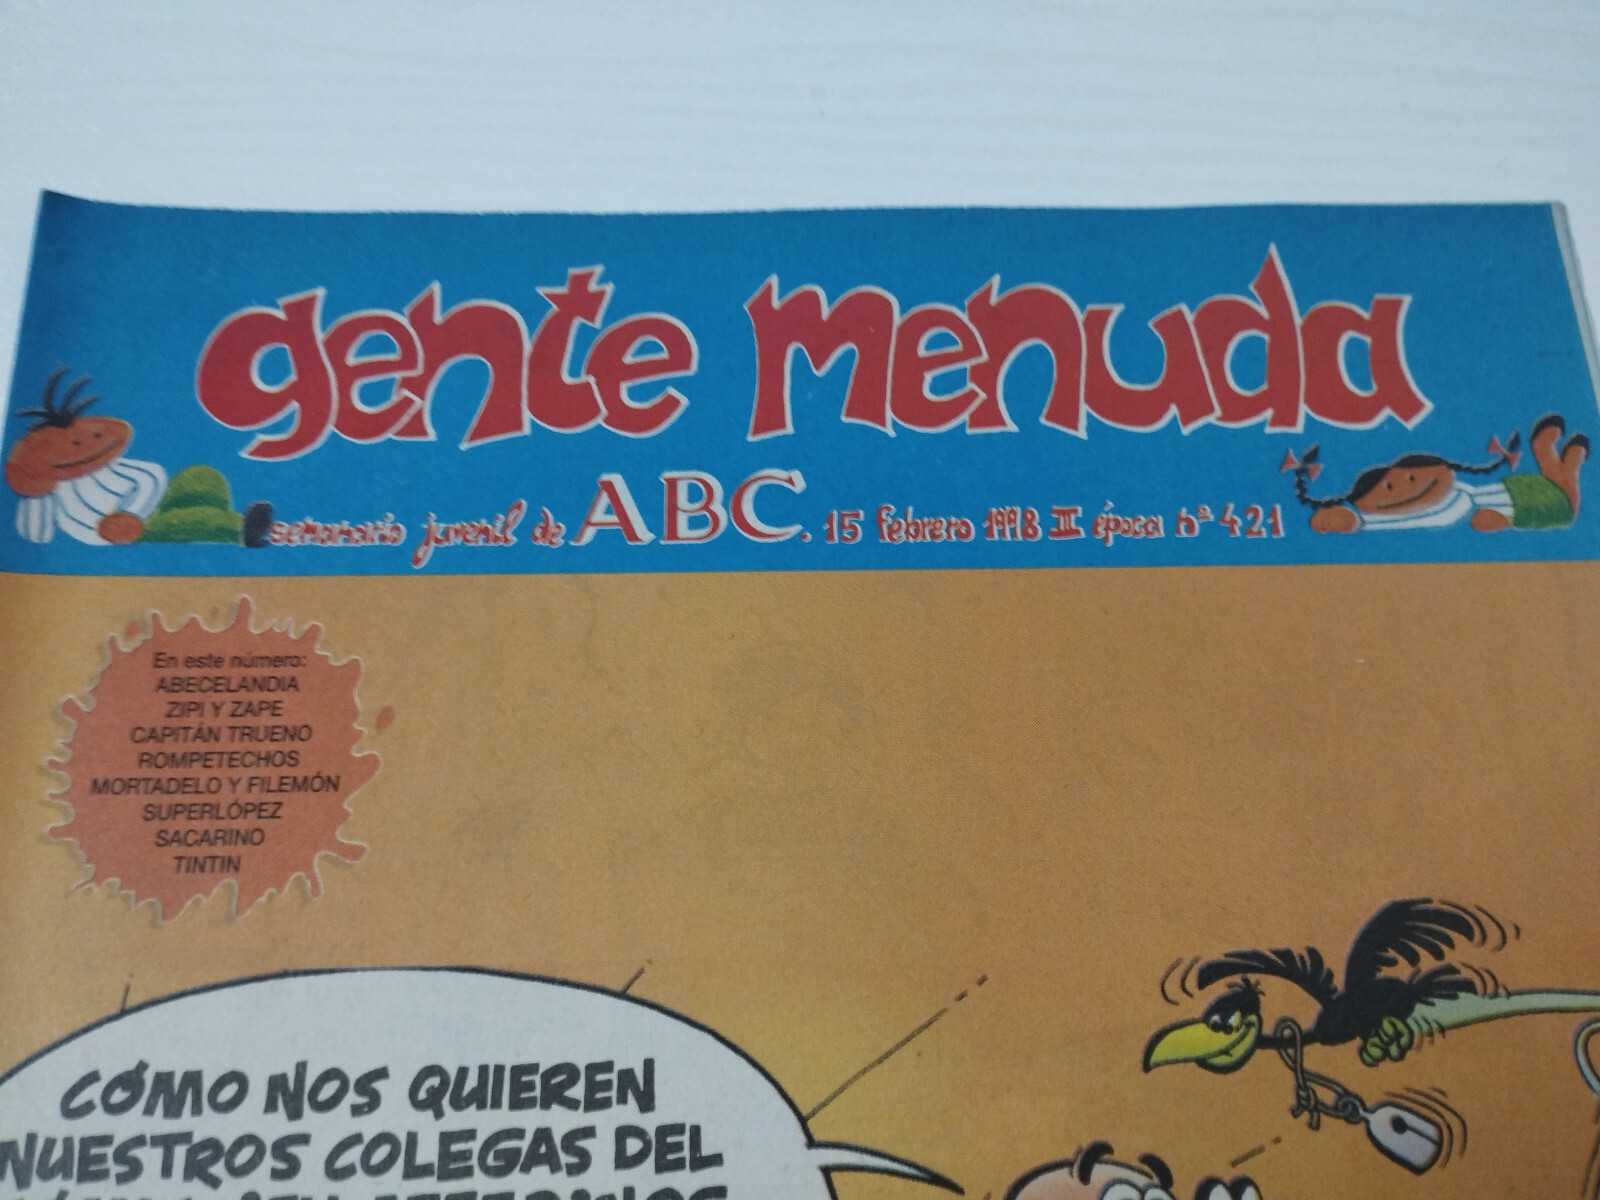 gente menuda
semanario juvenil de ABC. 15 febrero 1998 III época nº 421
En este número:
ABECELANDIA
ZIPI Y ZAPE
CAPITÁN TRUENO
ROMPETECHOS
MORTADELO Y FILEMÓN
SUPERLÓPEZ
SACARINO
TINTIN
CÓMO NOS QUIEREN
NUESTROS COLEGAS DEL